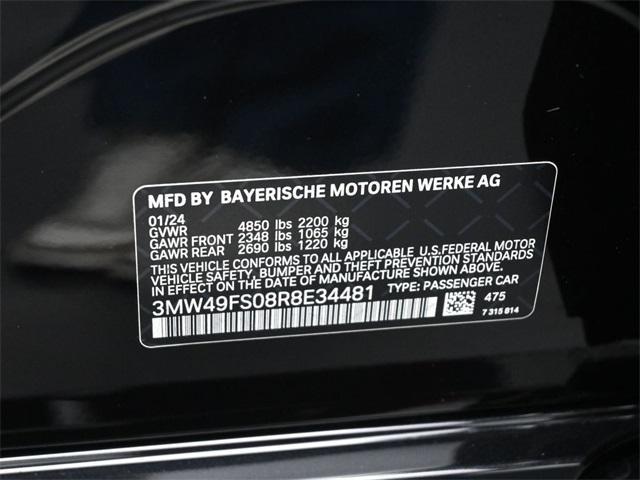 MFD BY BAYERISCHE MOTOREN WERKE AG
01/24
GVWR 4850 lbs 2200 kg
GAWR FRONT 2348 lbs 1065 kg
GAWR REAR 2690 lbs 1220 kg
THIS VEHICLE CONFORMS TO ALL APPLICABLE U.S.FEDERAL MOTOR
VEHICLE SAFETY, BUMPER AND THEFT PREVENTION STANDARDS
IN EFFECT ON THE DATE OF MANUFACTURE SHOWN ABOVE.
3MW49FS08R8E34481 TYPE: PASSENGER CAR
475
7 315 814